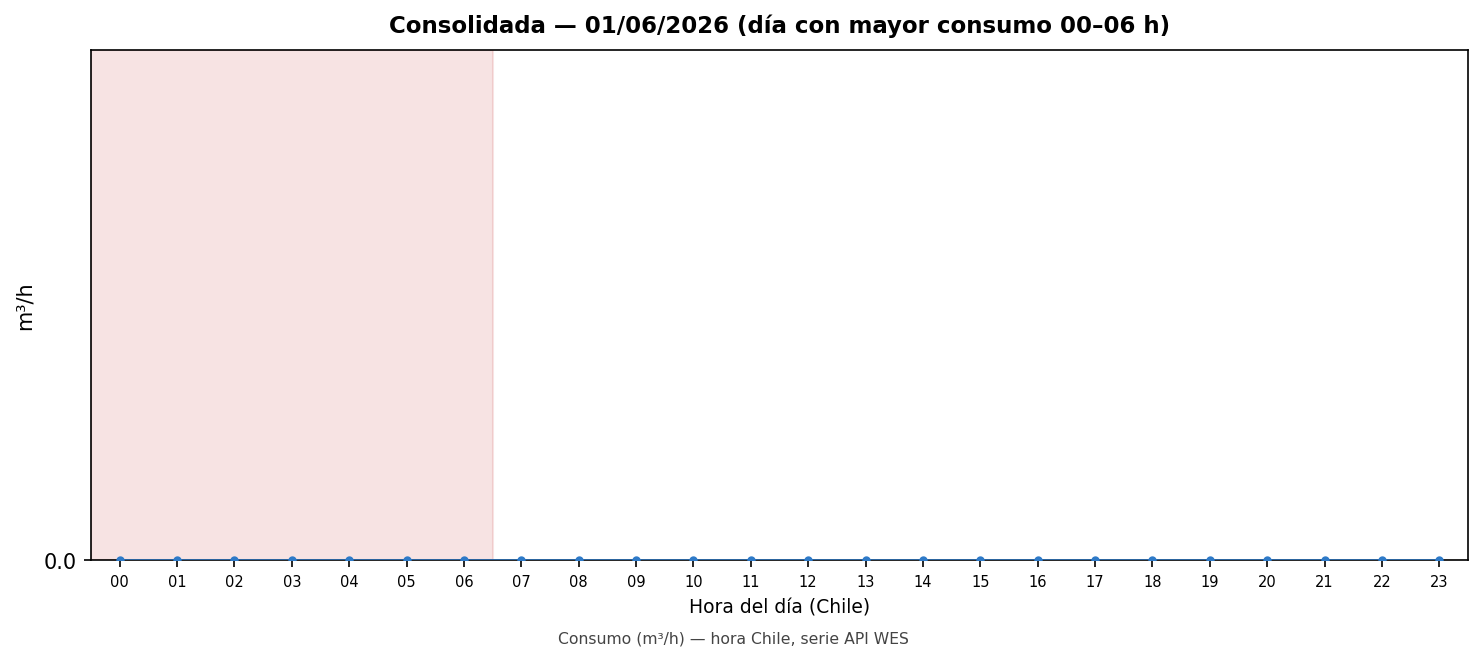 Consolidada — 01/06/2026 (día con mayor consumo 00–06 h)
m³/h
0.0
00 01 02 03 04 05 06 07 08 09 10 11 12 13 14 15 16 17 18 19 20 21 22 23
Hora del día (Chile)
Consumo (m³/h) — hora Chile, serie API WES